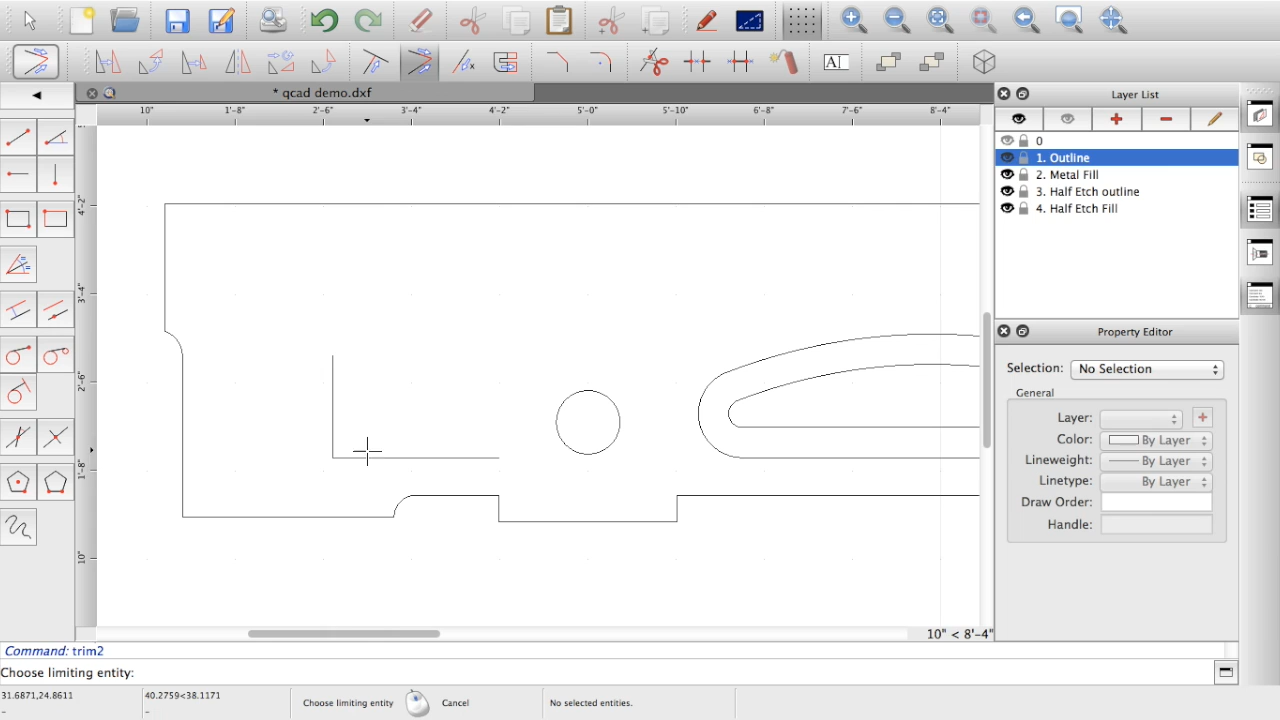 AI
* qcad demo.dxf
10" 1'-8" 2'-6" 3'-4" 4'-2" 5'-0" 5'-10" 6'-8" 7'-6" 8'-4"
4'-2"
3'-4"
2'-6"
1'-8"
10"
10" < 8'-4"
Layer List
0
1. Outline
2. Metal Fill
3. Half Etch outline
4. Half Etch Fill
Property Editor
Selection: No Selection
General
Layer:
Color: By Layer
Lineweight: By Layer
Linetype: By Layer
Draw Order:
Handle:
Command: trim2
Choose limiting entity:
31.6871,24.8611 40.2759<38.1171 Choose limiting entity Cancel No selected entities.